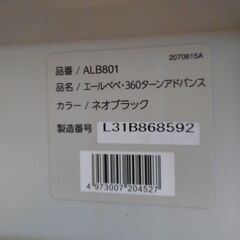 2070815A
品番 / ALB801
品名 / エールベベ・360ターンアドバンス
カラー / ネオブラック
製造番号 L31B868592
4 973007 204527